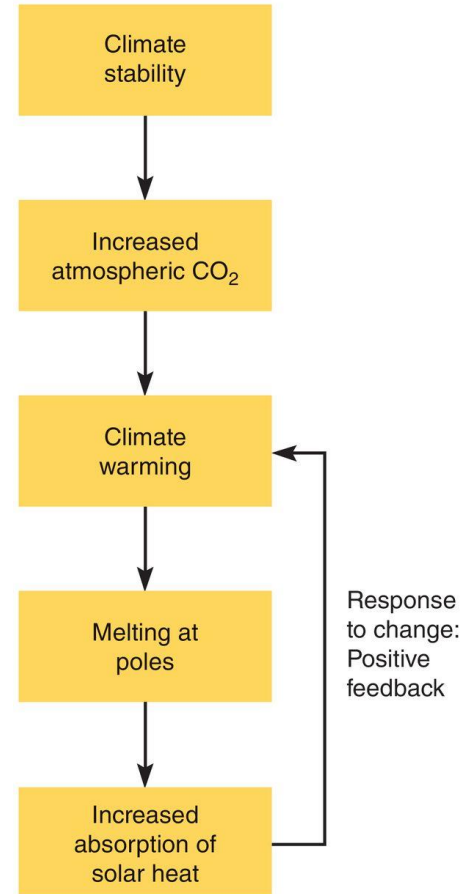 Climate
stability
Increased
atmospheric CO₂
Climate
warming
Response
to change:
Positive
feedback
Melting at
poles
Increased
absorption of
solar heat